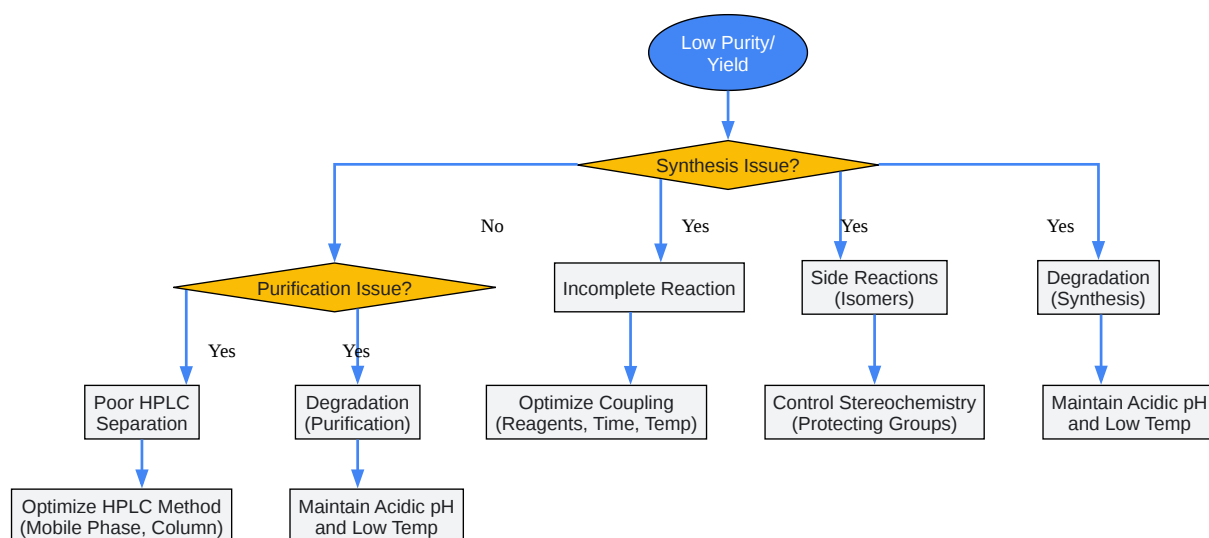 Low Purity/
Yield
Synthesis Issue?
No
Yes
Yes
Yes
Purification Issue?
Incomplete Reaction
Side Reactions
(Isomers)
Degradation
(Synthesis)
Yes
Yes
Poor HPLC
Separation
Degradation
(Purification)
Optimize Coupling
(Reagents, Time, Temp)
Control Stereochemistry
(Protecting Groups)
Maintain Acidic pH
and Low Temp
Optimize HPLC Method
(Mobile Phase, Column)
Maintain Acidic pH
and Low Temp